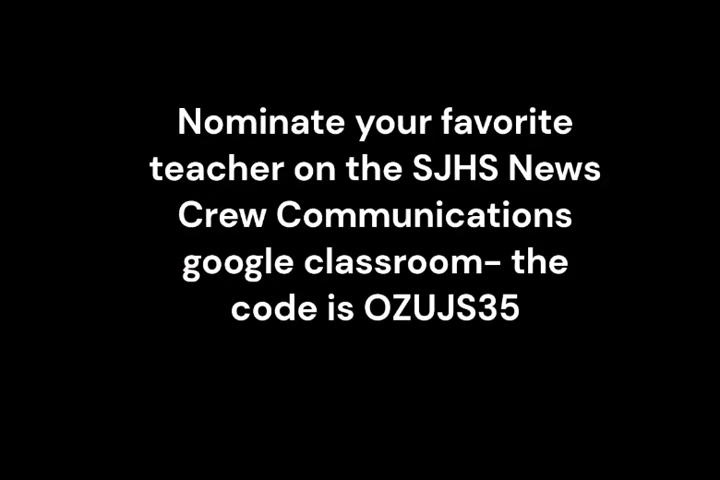 Nominate your favorite
teacher on the SJHS News
Crew Communications
google classroom- the
code is OZUJS35